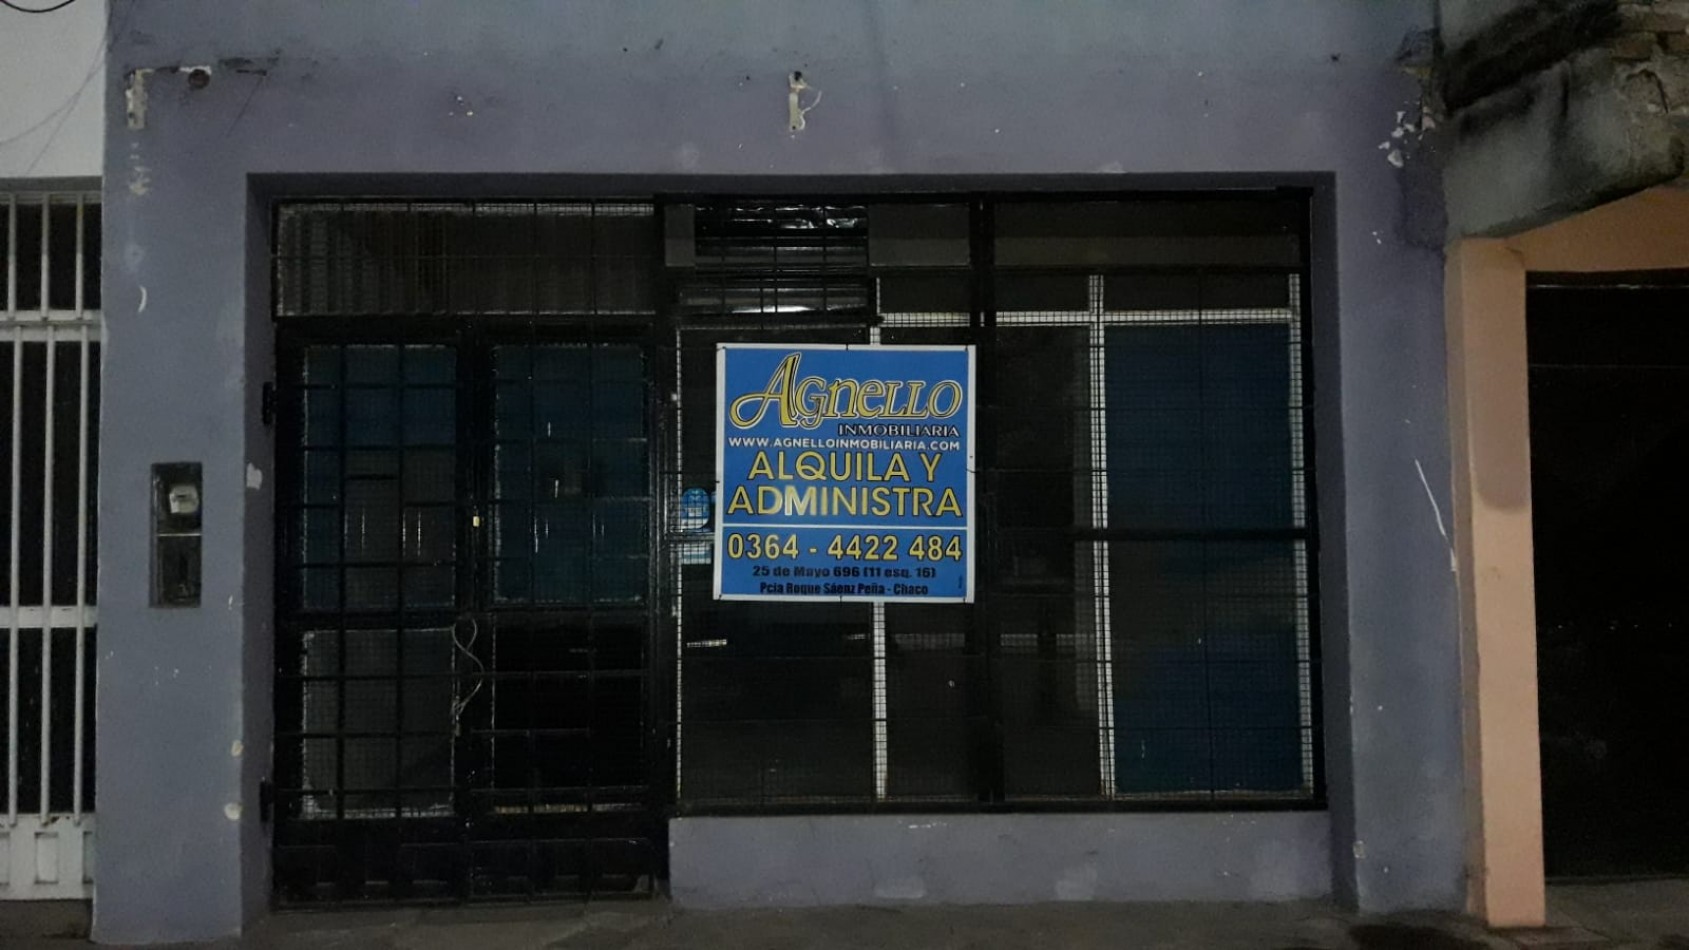 Agnello
INMOBILIARIA
WWW.AGNELLOINMOBILIARIA.COM
ALQUILA Y
ADMINISTRA
0364 - 4422 484
25 de Mayo 696 (11 esq. 16)
Pcia Roque Sáenz Peña - Chaco